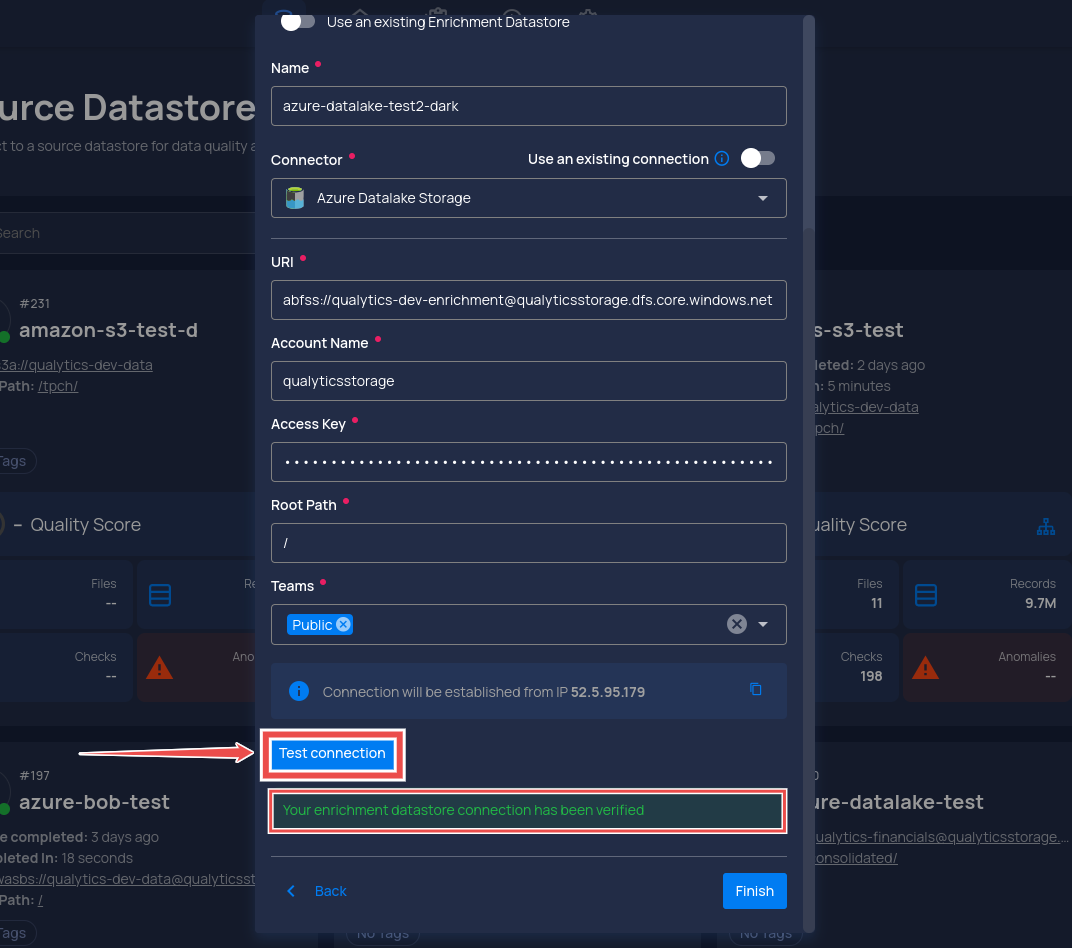 Use an existing Enrichment Datastore
Name
azure-datalake-test2-dark
Connector
Use an existing connection
Azure Datalake Storage
URI
abfss://qualytics-dev-enrichment@qualyticsstorage.dfs.core.windows.net
Account Name
qualyticsstorage
Access Key
••••••••••••••••••••••••••••••••••••••••••••••••••••••
Root Path
/
Teams
Public
Connection will be established from IP 52.5.95.179
Test connection
Your enrichment datastore connection has been verified
Back
Finish
urce Datastore
ct to a source datastore for data quality a
Search
#231
amazon-s3-test-d
s3a://qualytics-dev-data
Path: /tpch/
Tags
– Quality Score
Files
--
Re
Checks
--
Ano
#197
azure-bob-test
e completed: 3 days ago
pleted In: 18 seconds
wasbs://qualytics-dev-data@qualyticsst
Path: /
Tags
No Tags
s-s3-test
leted: 2 days ago
n: 5 minutes
alytics-dev-data
tpch/
uality Score
Files
11
Records
9.7M
Checks
198
Anomalies
--
0
ure-datalake-test
ualytics-financials@qualyticsstorage....
onsolidated/
No Tags